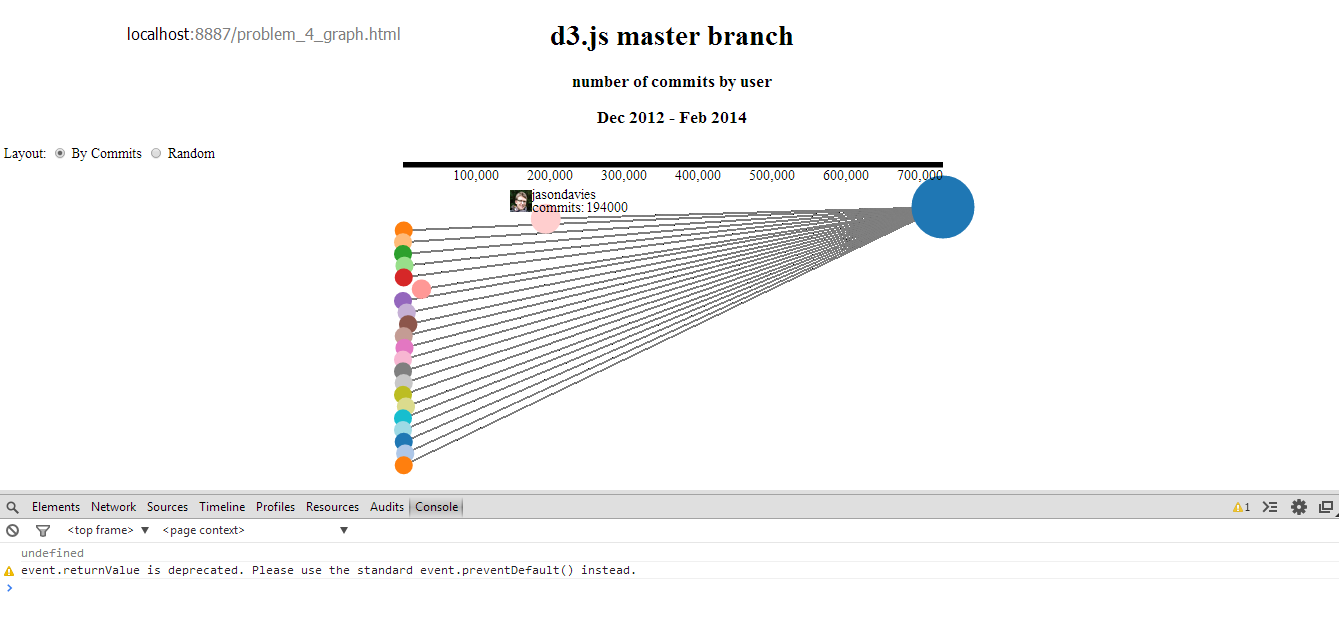 localhost:8887/problem_4_graph.html
d3.js master branch
number of commits by user
Dec 2012 - Feb 2014
Layout: By Commits Random
100,000 200,000 300,000 400,000 500,000 600,000 700,000
jasondavies
commits: 194000
Elements Network Sources Timeline Profiles Resources Audits Console 1
<top frame> <page context>
undefined
event.returnValue is deprecated. Please use the standard event.preventDefault() instead.